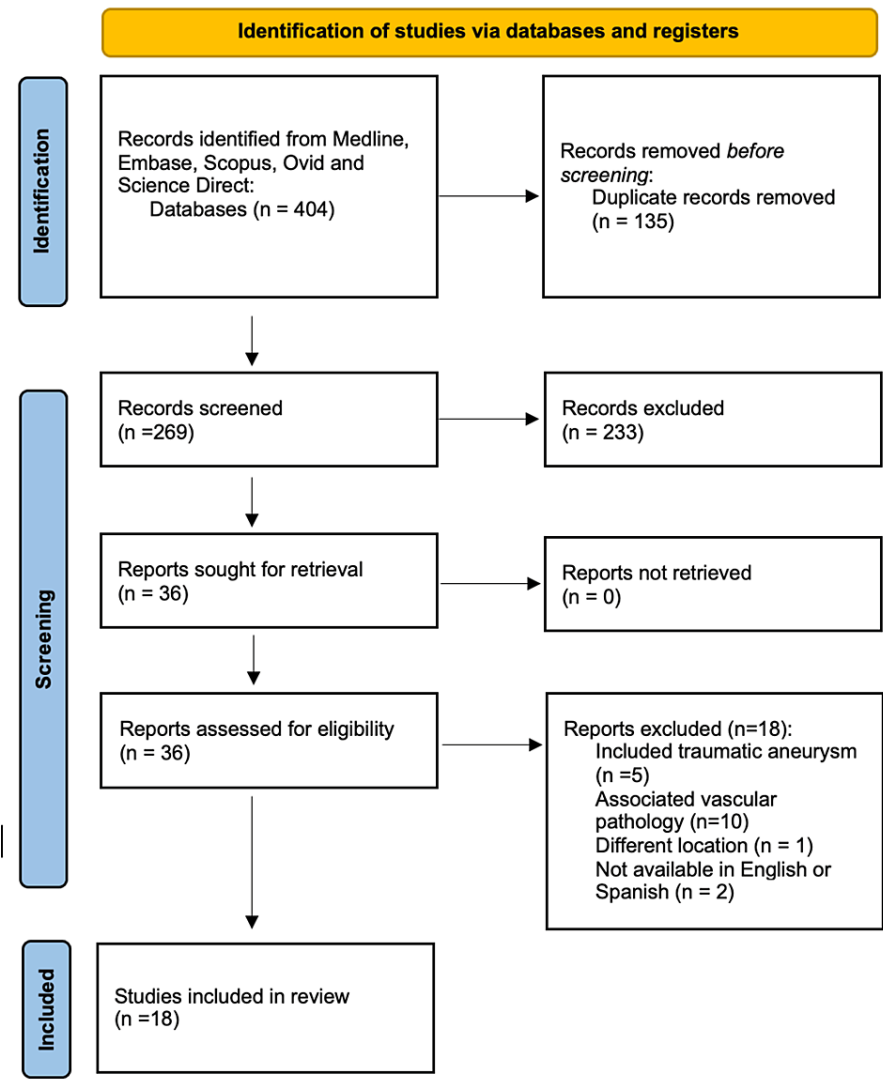 Identification of studies via databases and registers
Identification
Records identified from Medline,
Embase, Scopus, Ovid and
Science Direct:
Databases (n = 404)
Records removed before
screening:
Duplicate records removed
(n = 135)
Screening
Records screened
(n =269)
Records excluded
(n = 233)
Reports sought for retrieval
(n = 36)
Reports not retrieved
(n = 0)
Reports assessed for eligibility
(n = 36)
Reports excluded (n=18):
Included traumatic aneurysm
(n =5)
Associated vascular
pathology (n=10)
Different location (n = 1)
Not available in English or
Spanish (n = 2)
Included
Studies included in review
(n =18)